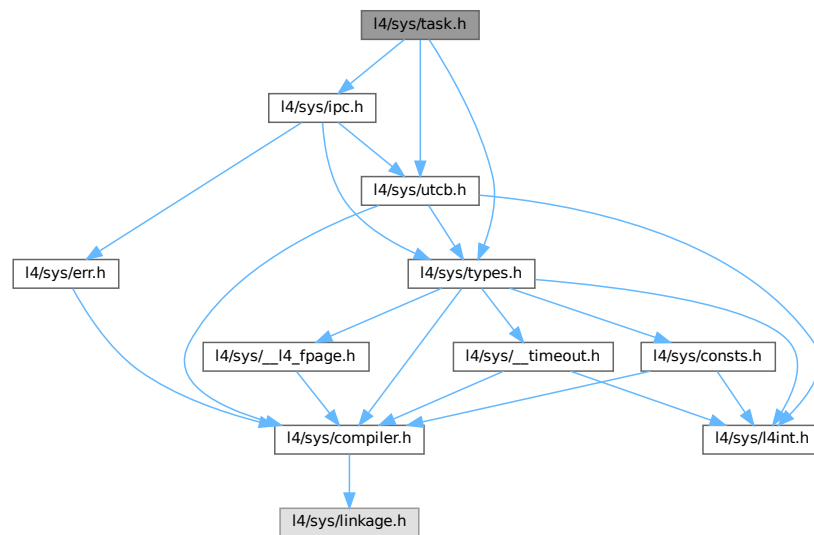 l4/sys/task.h
l4/sys/ipc.h
l4/sys/utcb.h
l4/sys/err.h
l4/sys/types.h
l4/sys/__l4_fpage.h
l4/sys/__timeout.h
l4/sys/consts.h
l4/sys/compiler.h
l4/sys/l4int.h
l4/sys/linkage.h